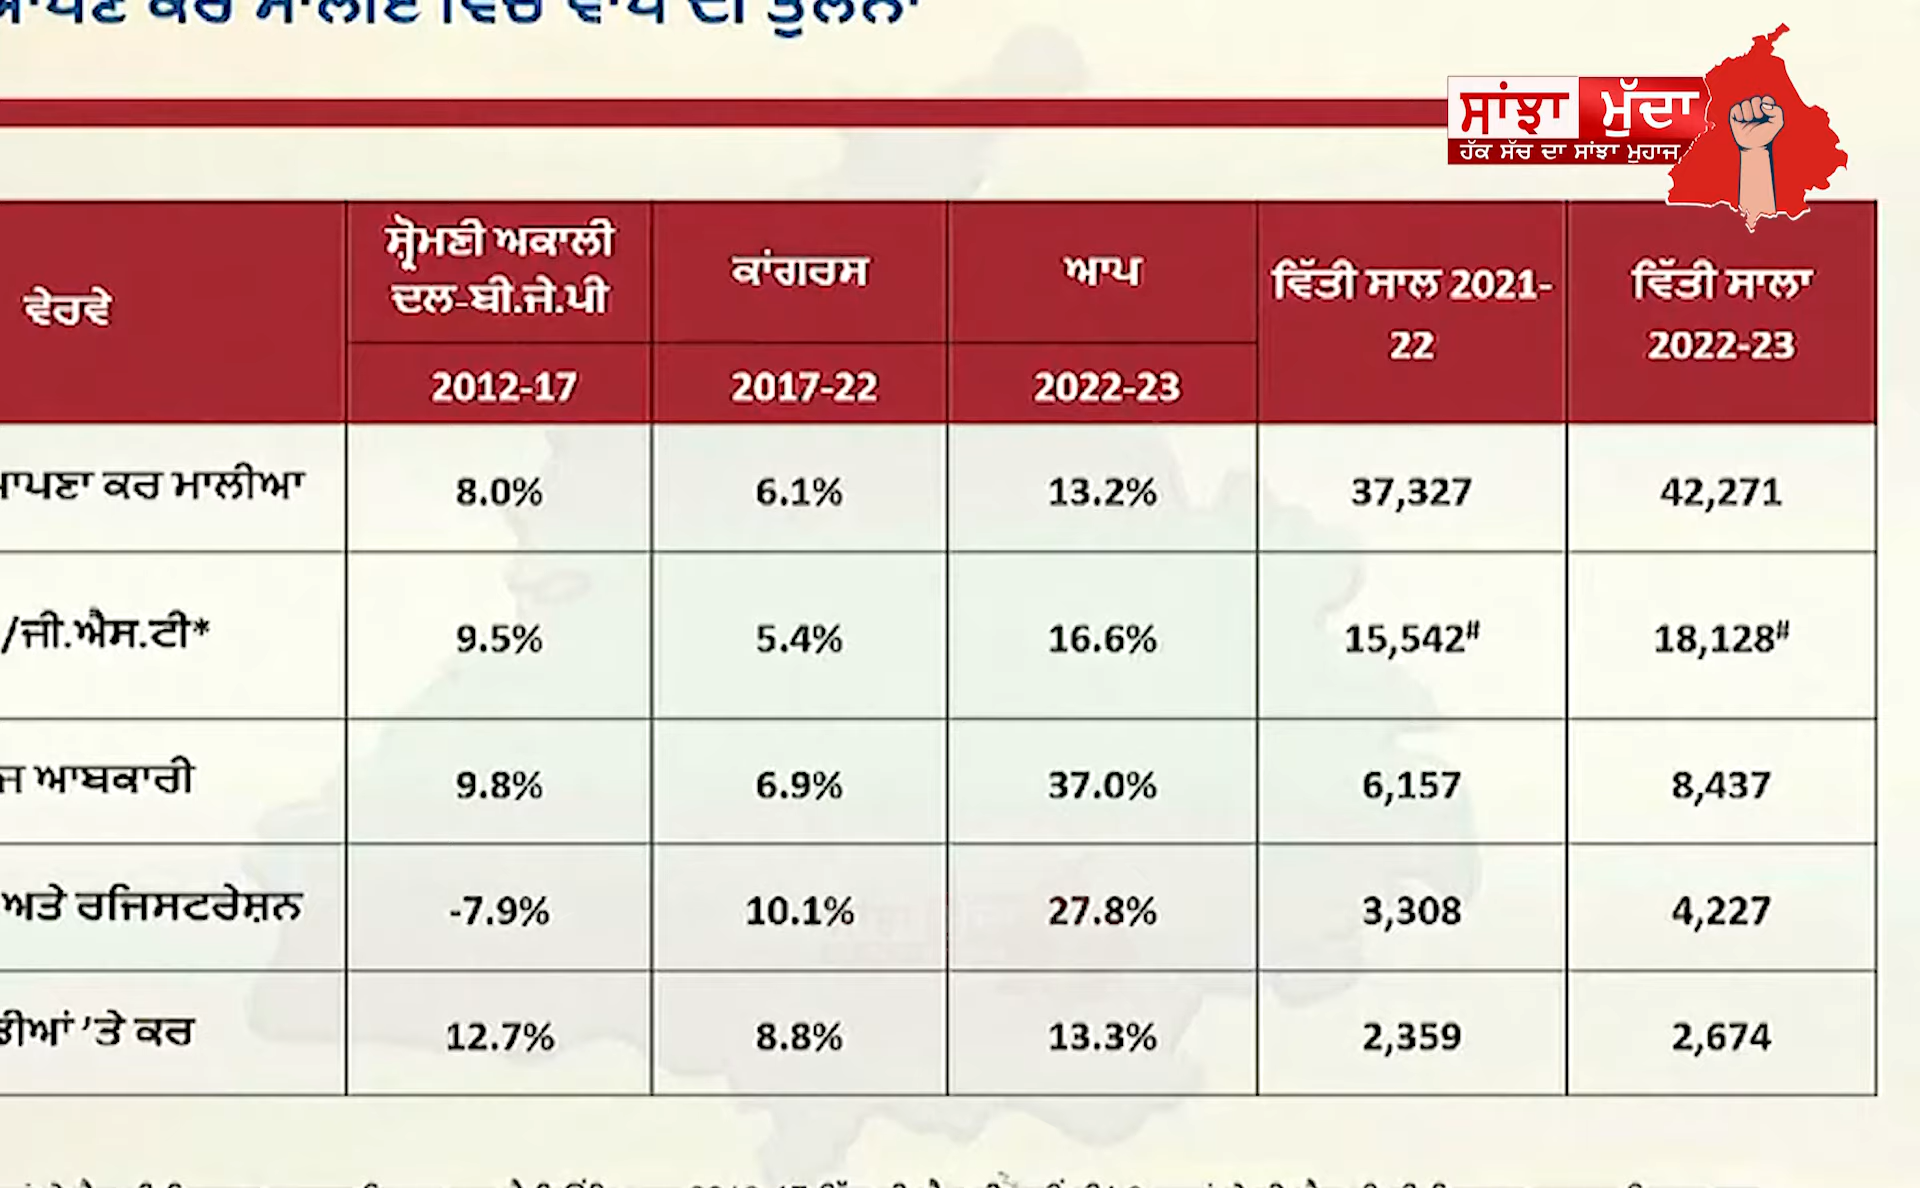 ਕਰ ਮਾਲੀਏ ਵਿੱਚ ਵਾਧੇ ਦੀ ਤੁਲਨਾ
ਸਾਂਝਾ ਮੁੱਦਾ
ਹੱਕ ਸੱਚ ਦਾ ਸਾਂਝਾ ਮੁਹਾਜ਼
ਵੇਰਵੇ ਸ਼੍ਰੋਮਣੀ ਅਕਾਲੀ ਦਲ-ਬੀ.ਜੇ.ਪੀ ਕਾਂਗਰਸ ਆਪ ਵਿੱਤੀ ਸਾਲ 2021-22 ਵਿੱਤੀ ਸਾਲਾ 2022-23
2012-17 2017-22 2022-23
ਆਪਣਾ ਕਰ ਮਾਲੀਆ 8.0% 6.1% 13.2% 37,327 42,271
/ਜੀ.ਐਸ.ਟੀ* 9.5% 5.4% 16.6% 15,542# 18,128#
ਆਬਕਾਰੀ 9.8% 6.9% 37.0% 6,157 8,437
ਅਤੇ ਰਜਿਸਟਰੇਸ਼ਨ -7.9% 10.1% 27.8% 3,308 4,227
’ਤੇ ਕਰ 12.7% 8.8% 13.3% 2,359 2,674